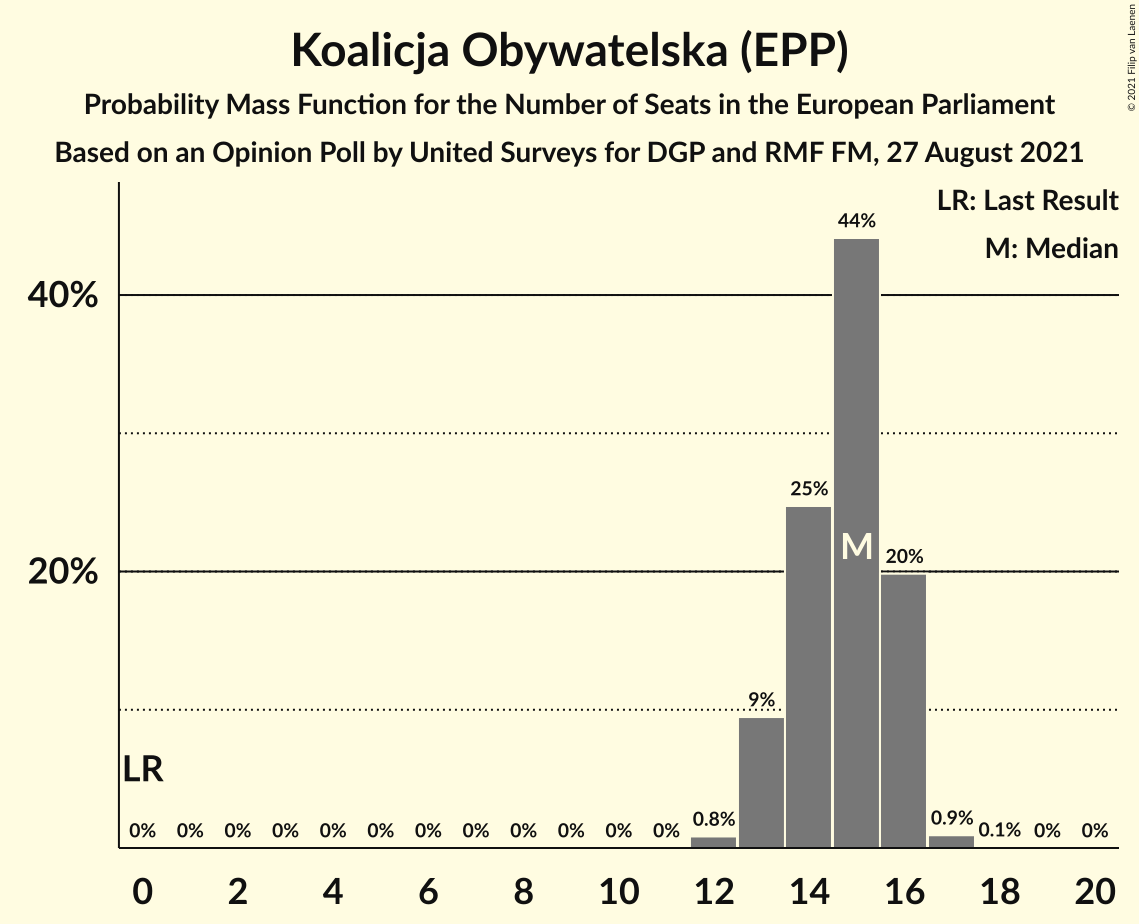 Koalicja Obywatelska (EPP)
Probability Mass Function for the Number of Seats in the European Parliament
Based on an Opinion Poll by United Surveys for DGP and RMF FM, 27 August 2021
© 2021 Filip van Laenen
LR: Last Result
M: Median
44%
40%
25%
M
20%
20%
9%
LR
0% 0% 0% 0% 0% 0% 0% 0% 0% 0% 0% 0% 0.8% 0.9% 0.1% 0% 0%
0 2 4 6 8 10 12 14 16 18 20